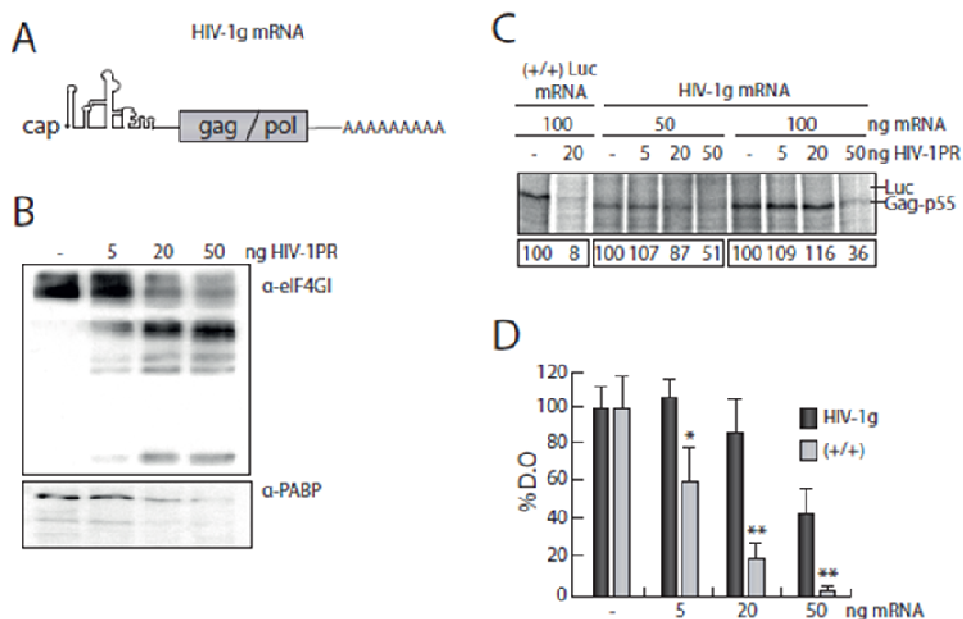 A
HIV-1g mRNA
cap gag / pol AAAAAAAAA
B
- 5 20 50 ng HIV-1PR
α-eIF4GI
α-PABP
C
(+/+) Luc mRNA
HIV-1g mRNA
100 50 100 ng mRNA
- 20 - 5 20 50 - 5 20 50 ng HIV-1PR
Luc
Gag-p55
100 8 100 107 87 51 100 109 116 36
D
% D.O
120
100
80
60
40
20
0
* ** **
HIV-1g
(+/+)
- 5 20 50 ng mRNA